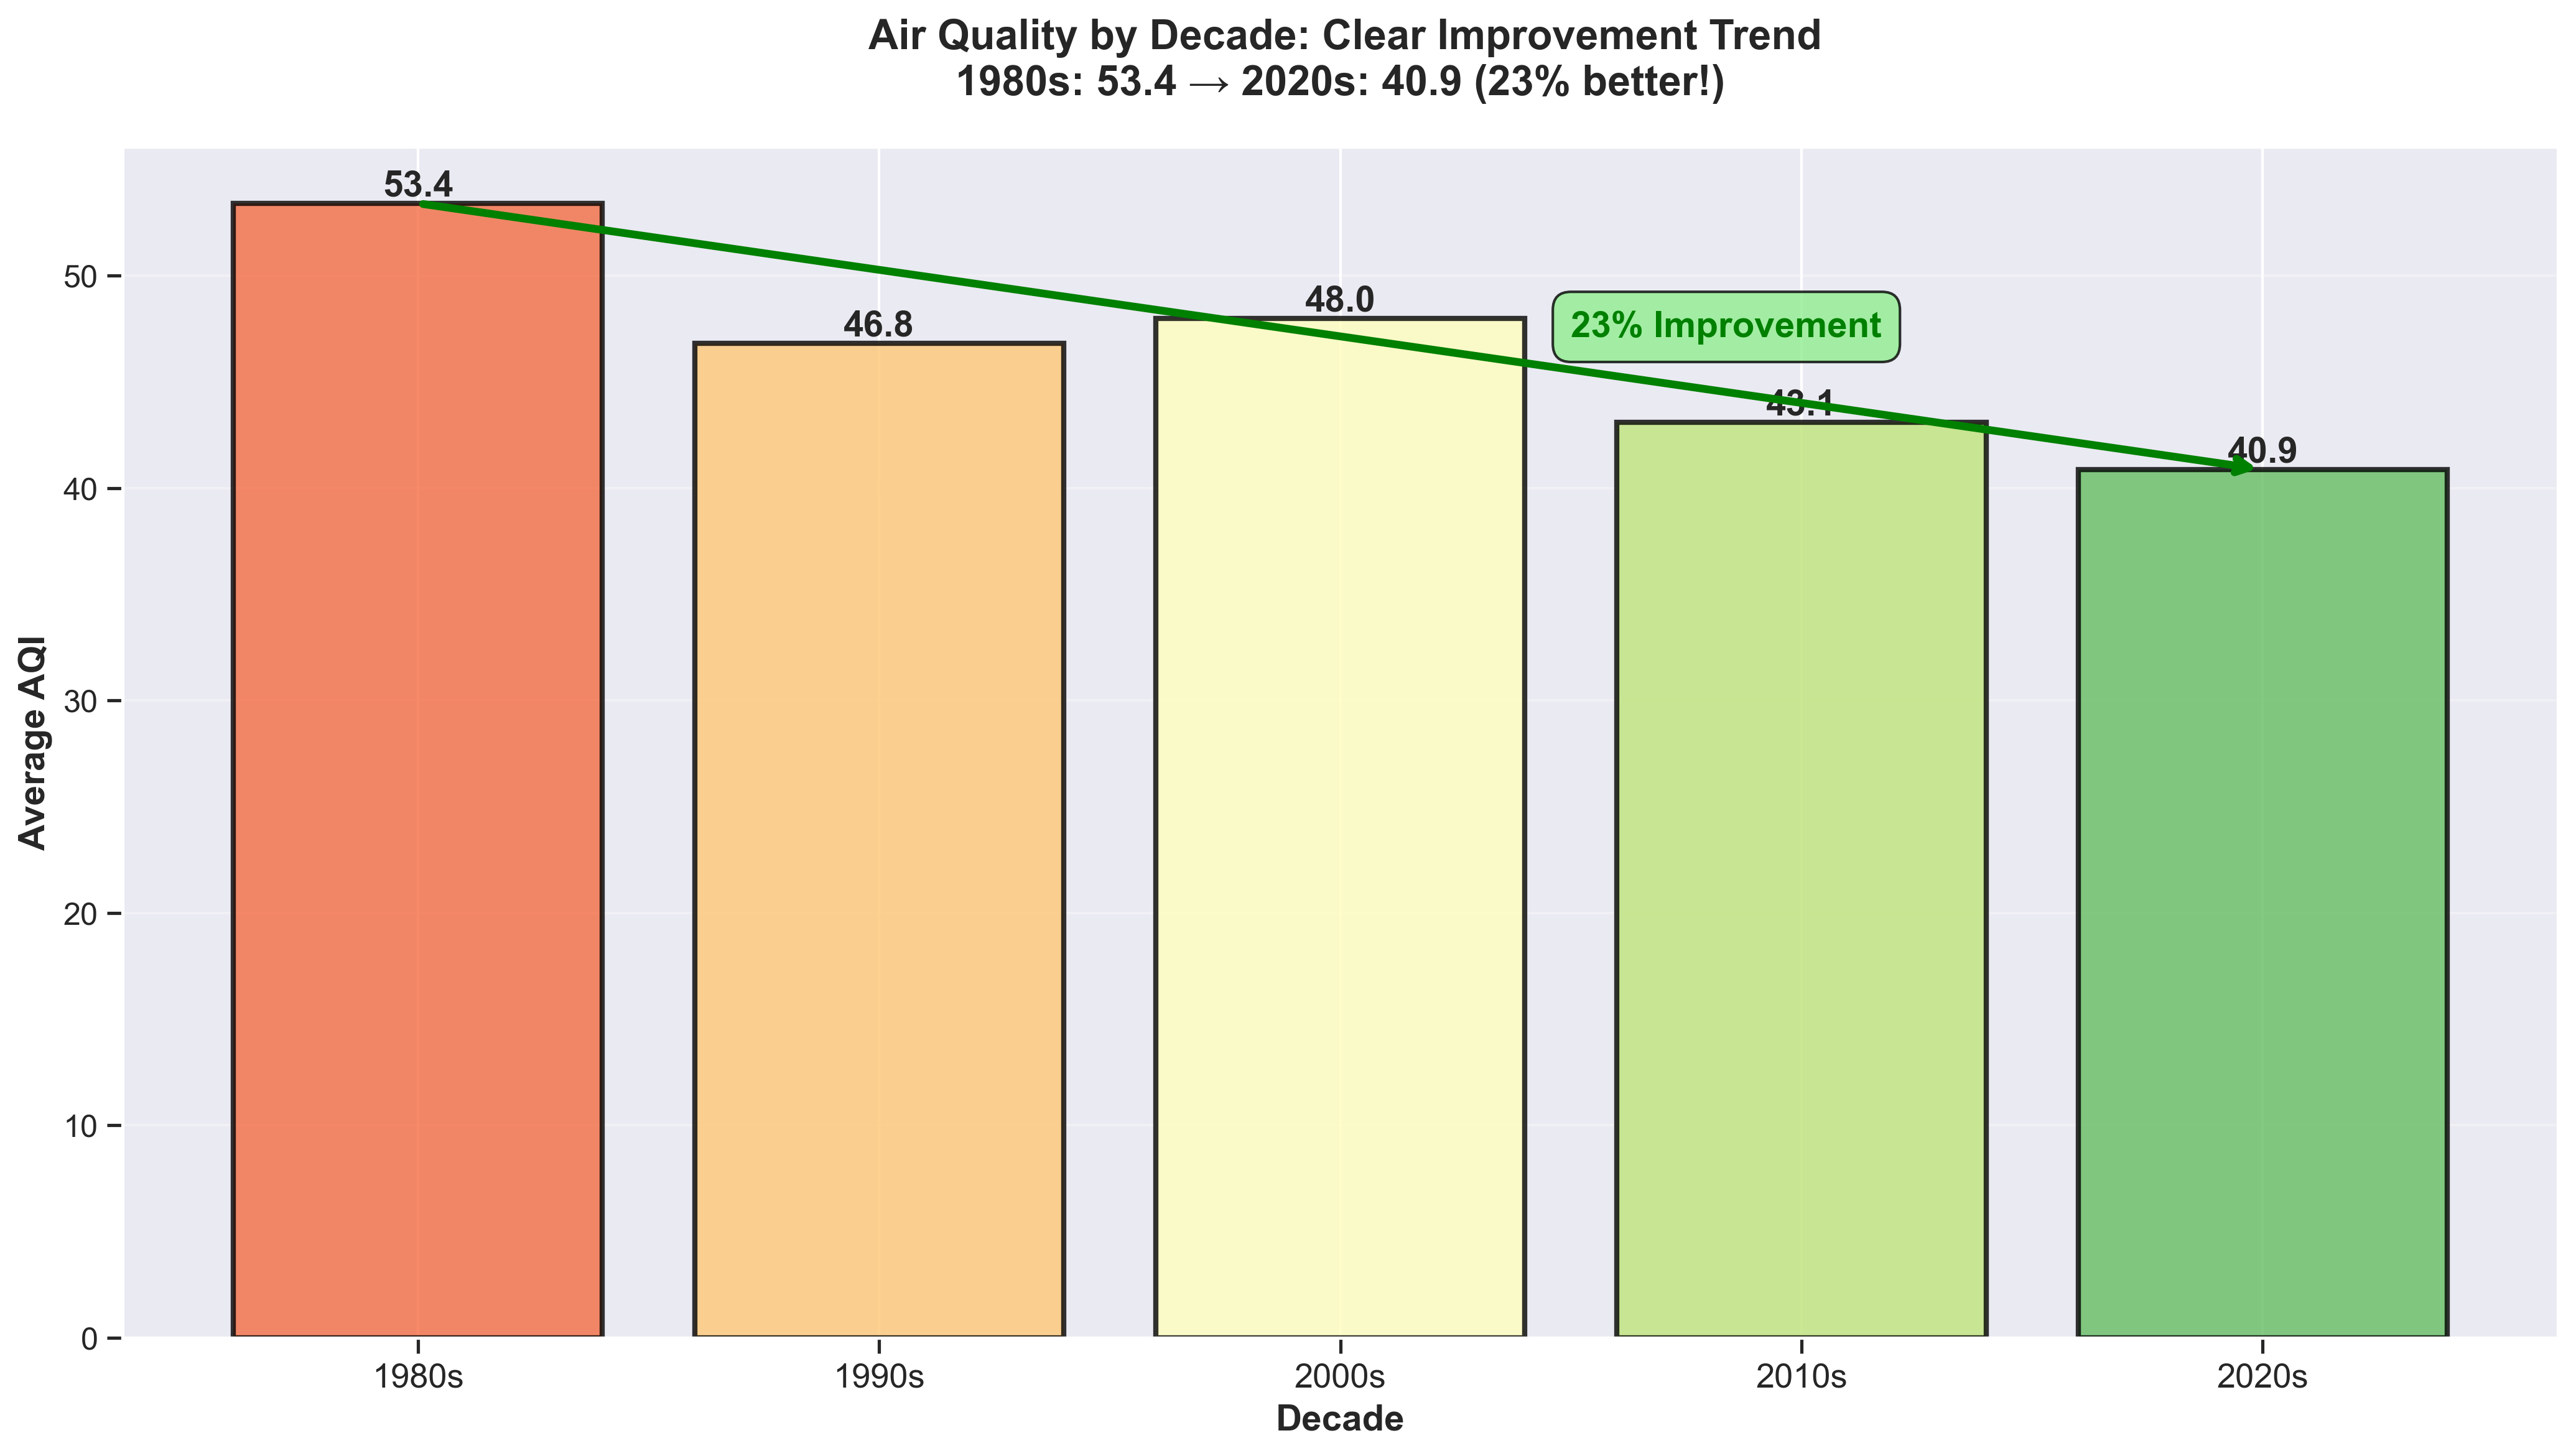 Air Quality by Decade: Clear Improvement Trend
1980s: 53.4 → 2020s: 40.9 (23% better!)
53.4
46.8
48.0
23% Improvement
43.1
40.9
50
40
30
20
10
0
Average AQI
1980s
1990s
2000s
2010s
2020s
Decade